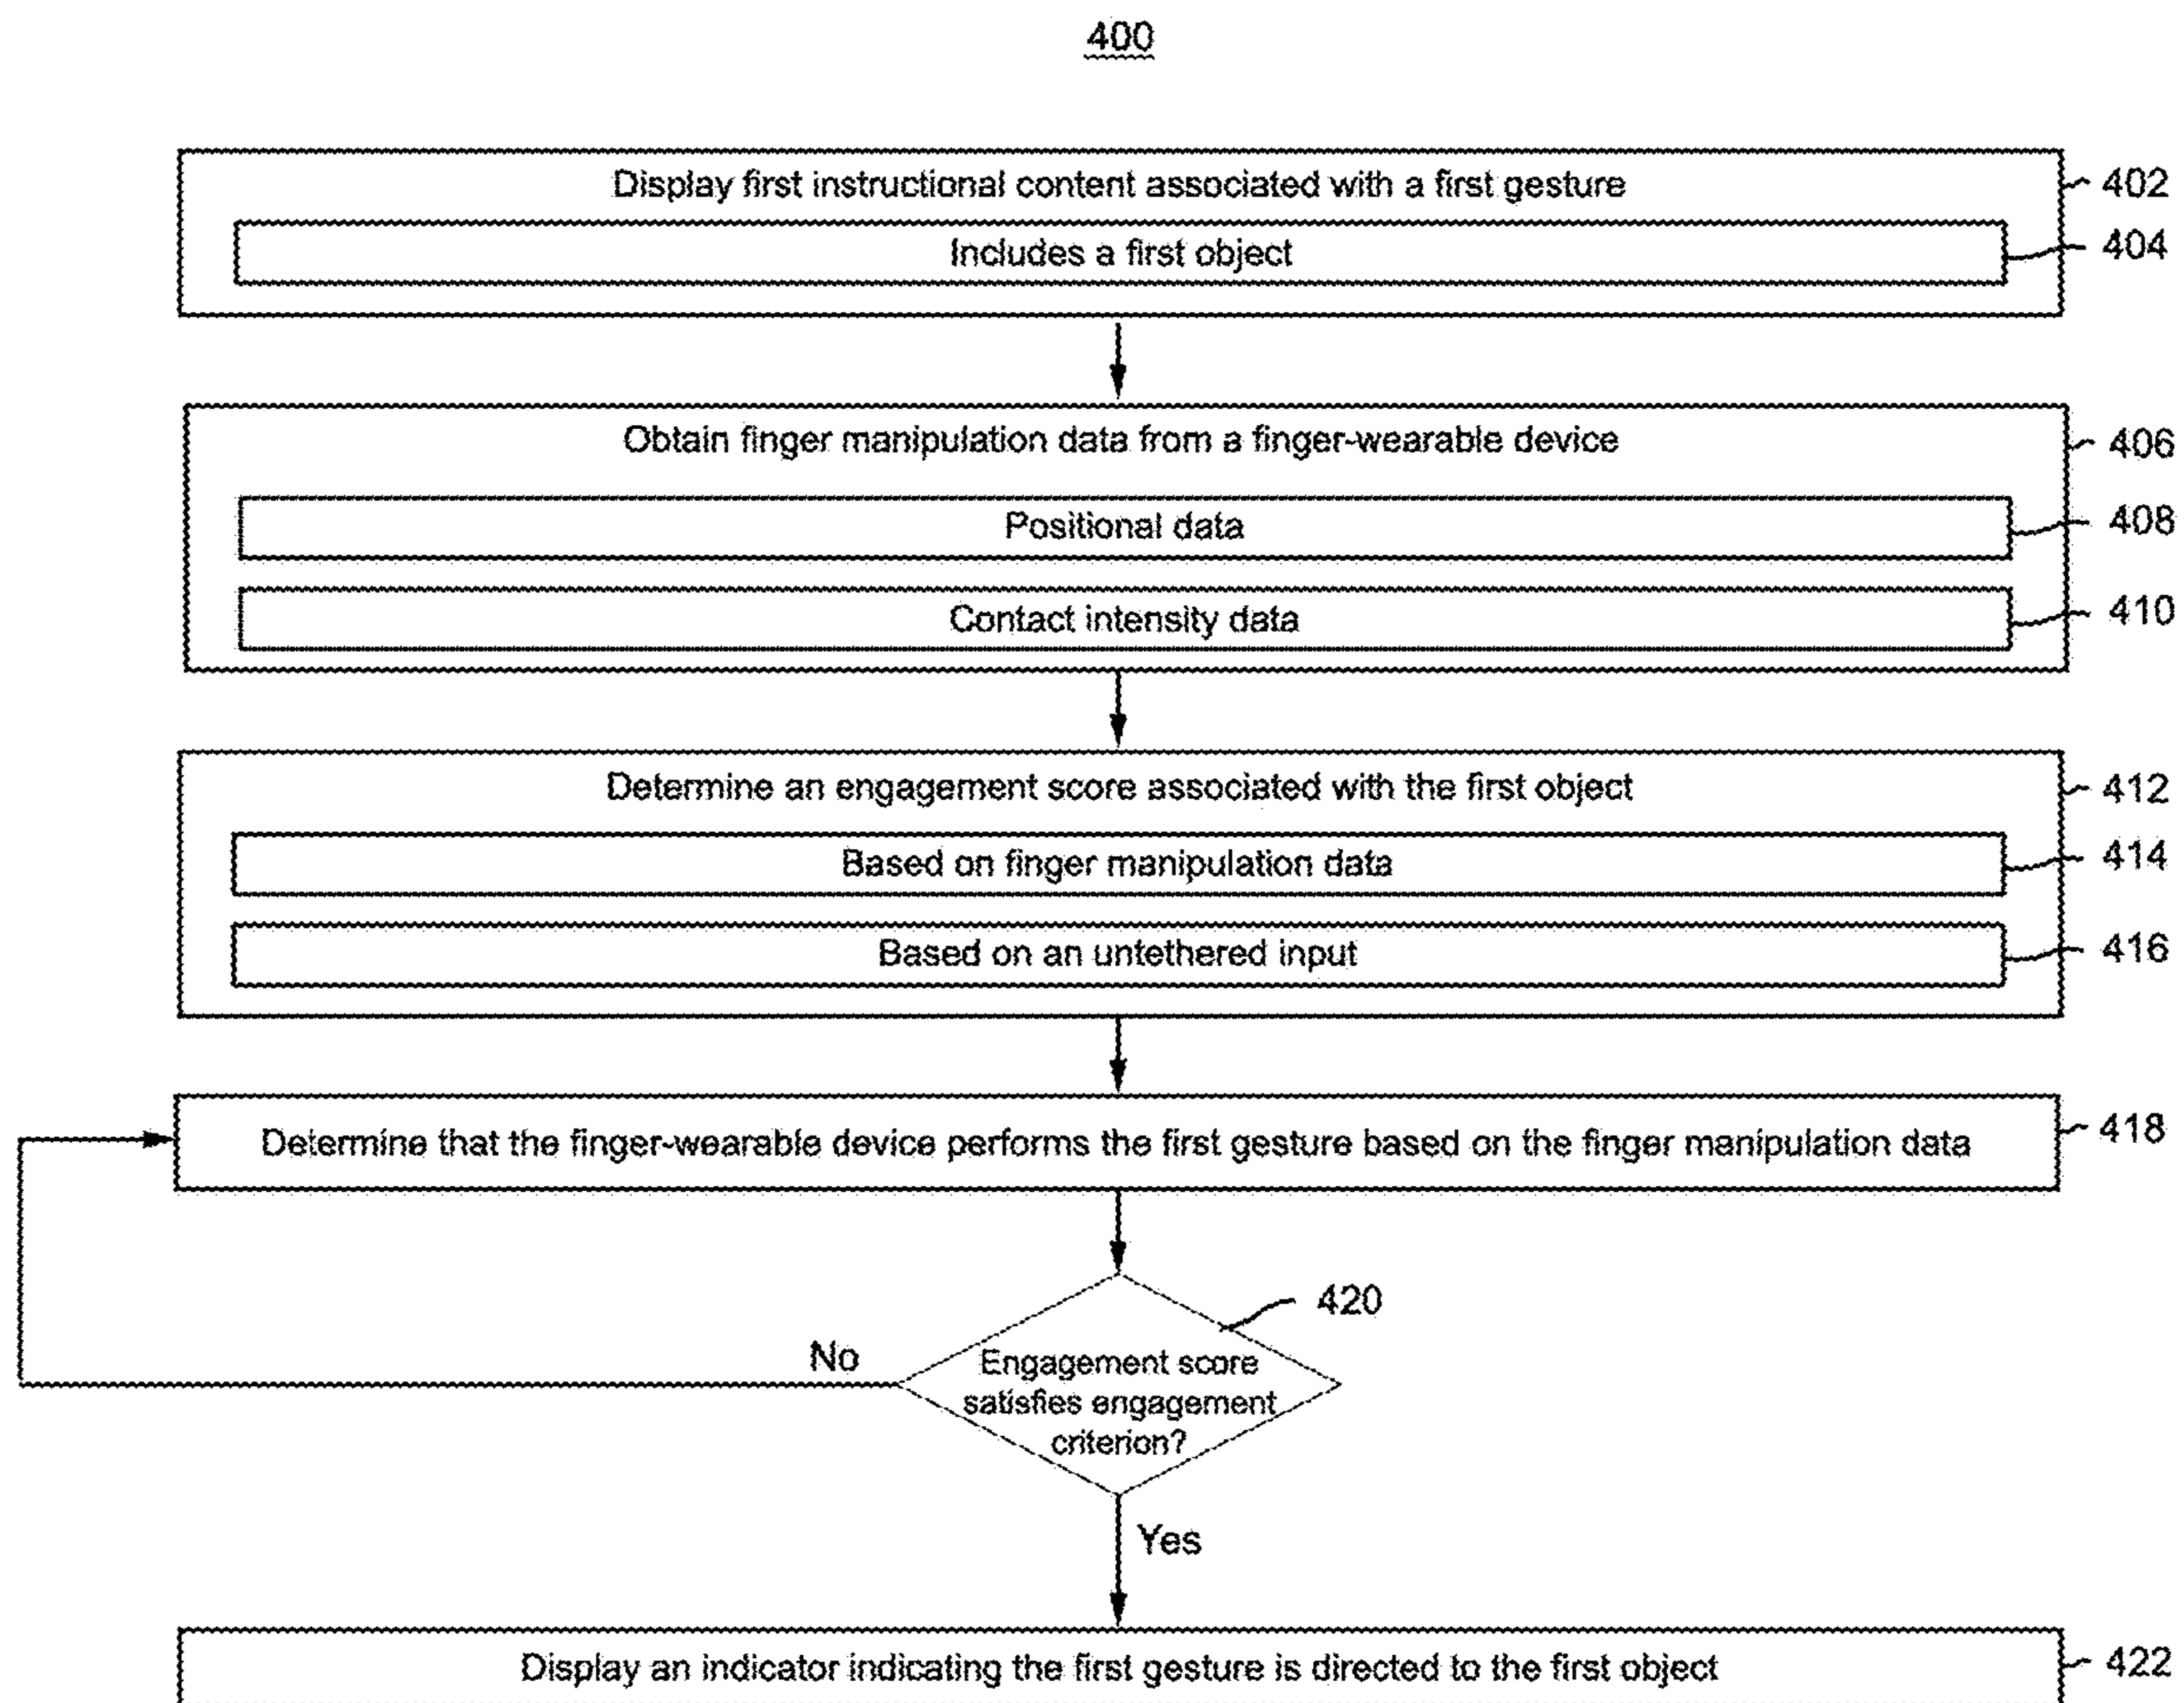 400
Display first instructional content associated with a first gesture
402
Includes a first object
404
Obtain finger manipulation data from a finger-wearable device
406
Positional data
408
Contact intensity data
410
Determine an engagement score associated with the first object
412
Based on finger manipulation data
414
Based on an untethered input
416
Determine that the finger-wearable device performs the first gesture based on the finger manipulation data
418
420
No
Engagement score
satisfies engagement
criterion?
Yes
Display an indicator indicating the first gesture is directed to the first object
422